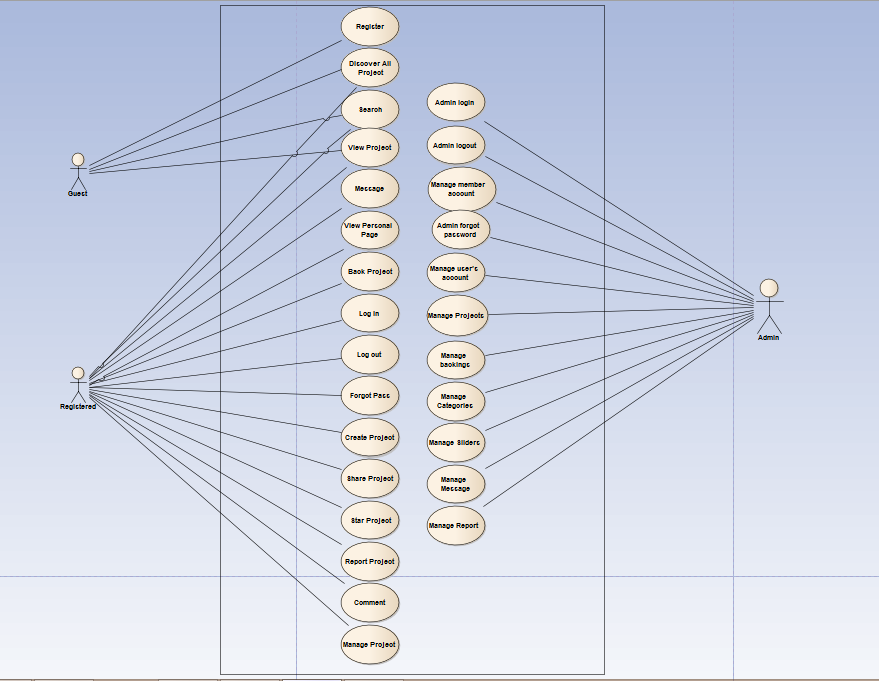 Register
Discover All
Project
Search
View Project
Message
View Personal
Page
Back Project
Log in
Log out
Forgot Pass
Create Project
Share Project
Star Project
Report Project
Comment
Manage Project
Admin login
Admin logout
Manage member
account
Admin forgot
password
Manage user's
account
Manage Projects
Manage
bookings
Manage
Categories
Manage Sliders
Manage
Message
Manage Report
Guest
Registered
Admin